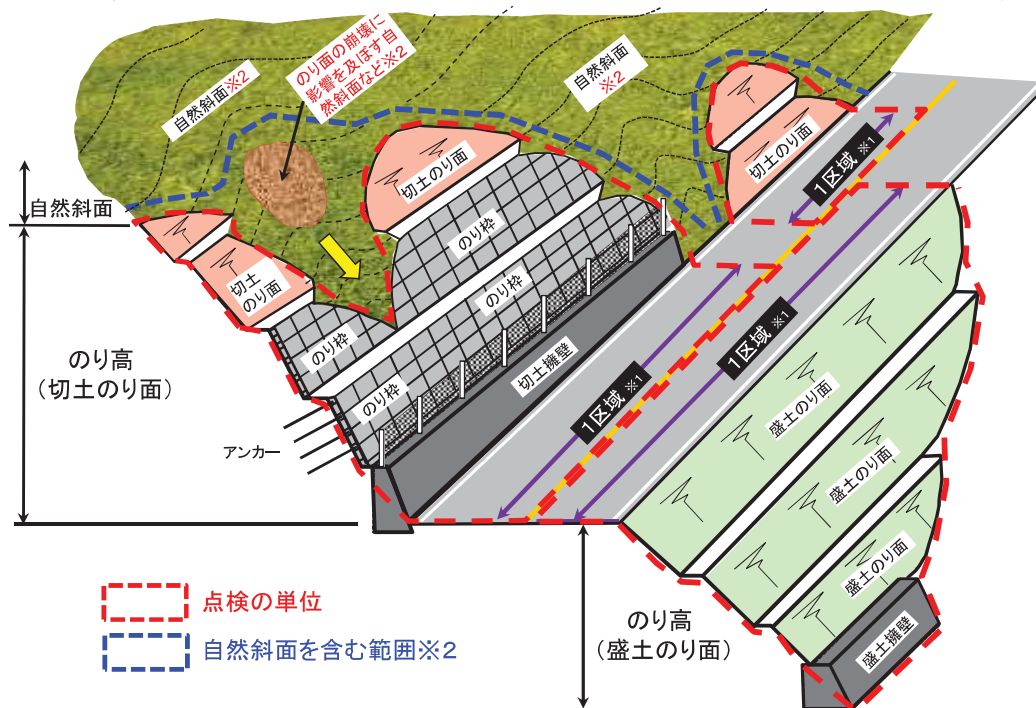 自然斜面※2
のり面の崩壊に
影響を及ぼす自
然斜面など※2
自然斜面
※2
切土のり面
1区域 ※1
自然斜面
切土のり面
のり枠
切土
のり面
のり枠
のり枠
のり枠
切土擁壁
1区域 ※1
1区域 ※1
のり高
(切土のり面)
アンカー
盛土のり面
盛土のり面
盛土のり面
盛土擁壁
点検の単位
自然斜面を含む範囲※2
のり高
(盛土のり面)